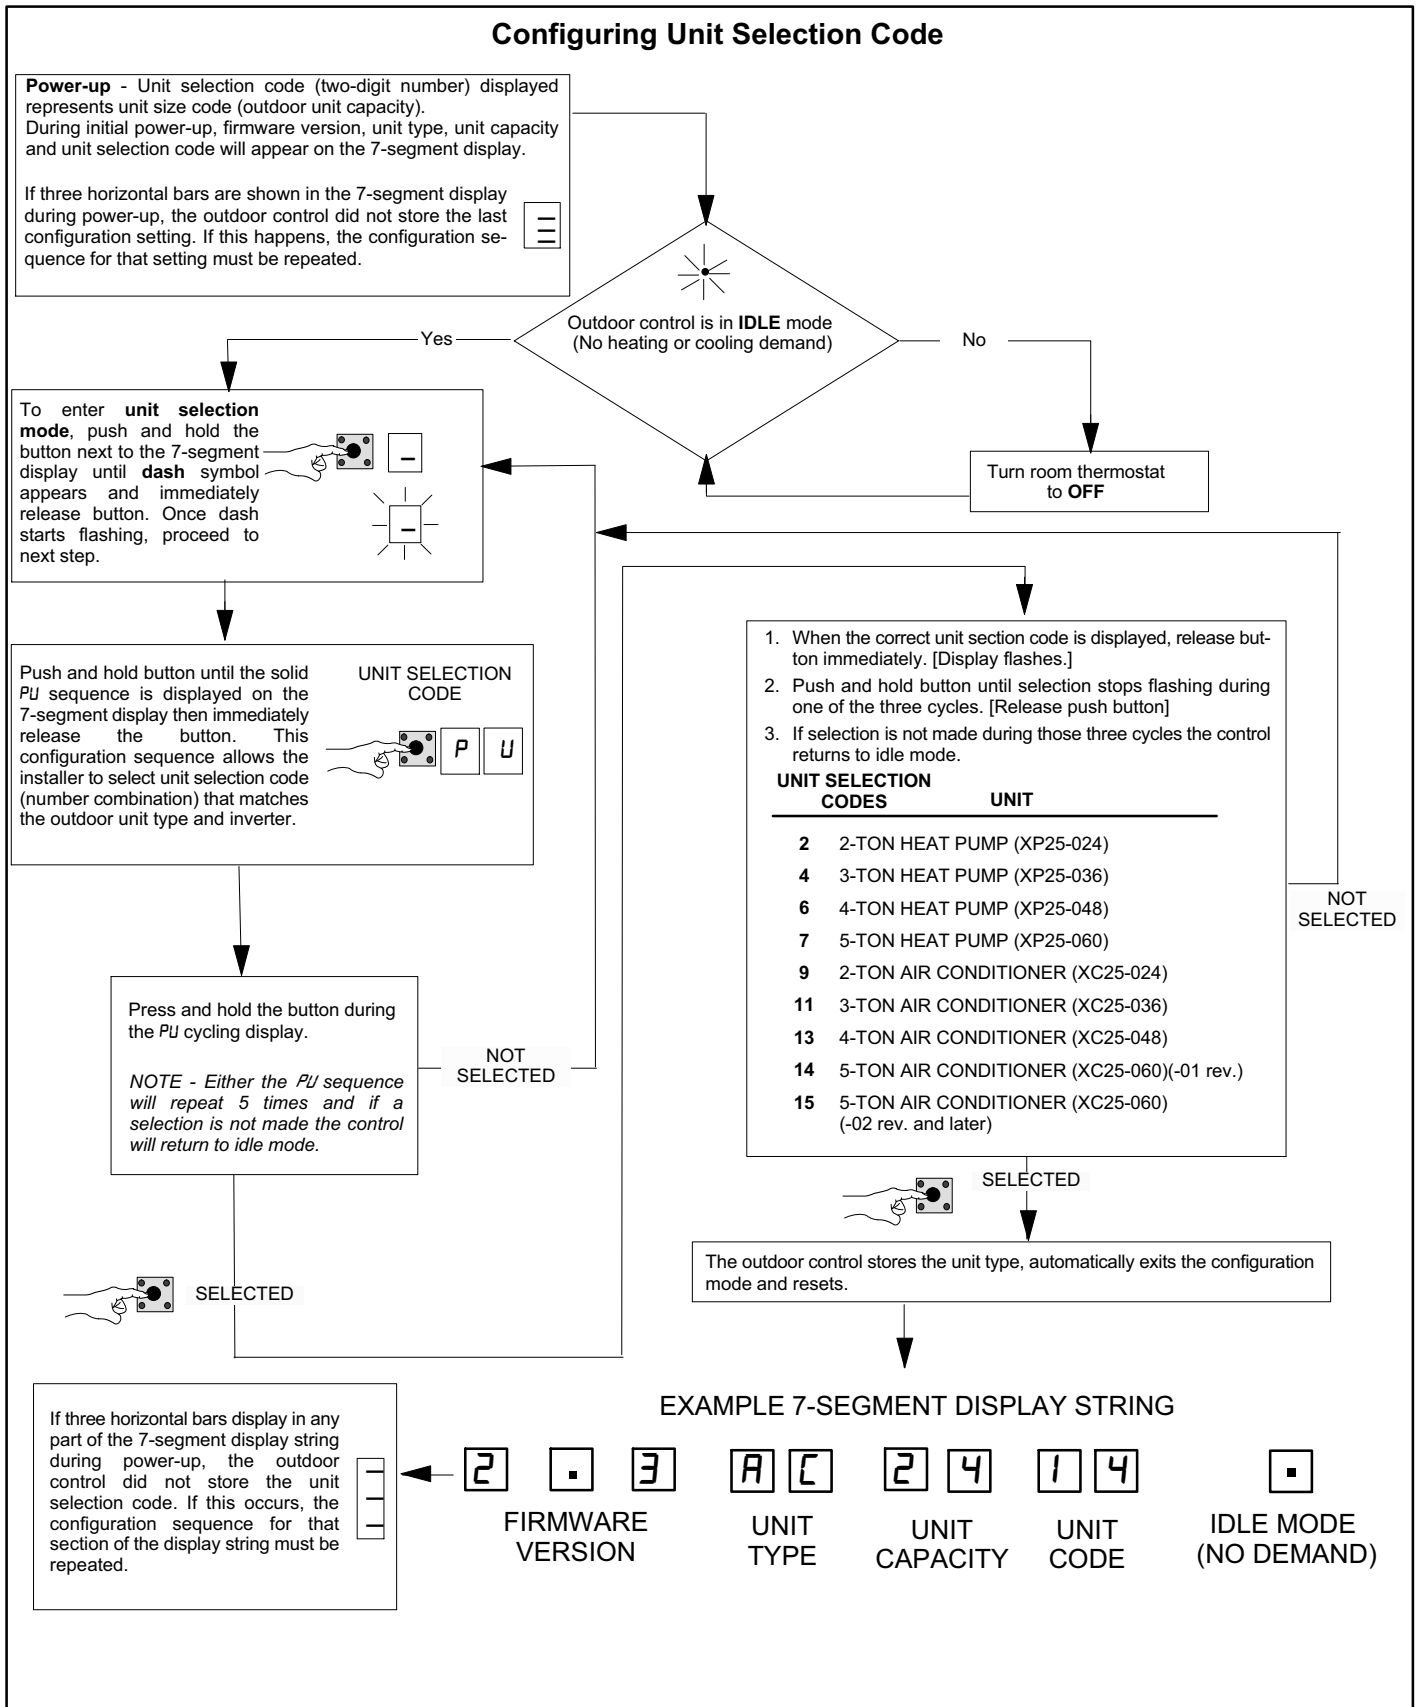 Configuring Unit Selection Code
Power-up - Unit selection code (two-digit number) displayed
represents unit size code (outdoor unit capacity).
During initial power-up, firmware version, unit type, unit capacity
and unit selection code will appear on the 7-segment display.
If three horizontal bars are shown in the 7-segment display
during power-up, the outdoor control did not store the last
configuration setting. If this happens, the configuration se-
quence for that setting must be repeated.
Outdoor control is in IDLE mode
(No heating or cooling demand)
Yes
No
Turn room thermostat
to OFF
To enter unit selection
mode, push and hold the
button next to the 7-segment
display until dash symbol
appears and immediately
release button. Once dash
starts flashing, proceed to
next step.
Push and hold button until the solid
PU sequence is displayed on the
7-segment display then immediately
release the button. This
configuration sequence allows the
installer to select unit selection code
(number combination) that matches
the outdoor unit type and inverter.
UNIT SELECTION
CODE
P U
Press and hold the button during
the PU cycling display.
NOTE - Either the PU sequence
will repeat 5 times and if a
selection is not made the control
will return to idle mode.
NOT
SELECTED
SELECTED
1. When the correct unit section code is displayed, release but-
ton immediately. [Display flashes.]
2. Push and hold button until selection stops flashing during
one of the three cycles. [Release push button]
3. If selection is not made during those three cycles the control
returns to idle mode.
UNIT SELECTION
CODES UNIT
2 2-TON HEAT PUMP (XP25-024)
4 3-TON HEAT PUMP (XP25-036)
6 4-TON HEAT PUMP (XP25-048)
7 5-TON HEAT PUMP (XP25-060)
9 2-TON AIR CONDITIONER (XC25-024)
11 3-TON AIR CONDITIONER (XC25-036)
13 4-TON AIR CONDITIONER (XC25-048)
14 5-TON AIR CONDITIONER (XC25-060)(-01 rev.)
15 5-TON AIR CONDITIONER (XC25-060)
(-02 rev. and later)
NOT
SELECTED
SELECTED
The outdoor control stores the unit type, automatically exits the configuration
mode and resets.
EXAMPLE 7-SEGMENT DISPLAY STRING
2 . 3 A C 2 4 1 4 .
FIRMWARE
VERSION
UNIT
TYPE
UNIT
CAPACITY
UNIT
CODE
IDLE MODE
(NO DEMAND)
If three horizontal bars display in any
part of the 7-segment display string
during power-up, the outdoor
control did not store the unit
selection code. If this occurs, the
configuration sequence for that
section of the display string must be
repeated.